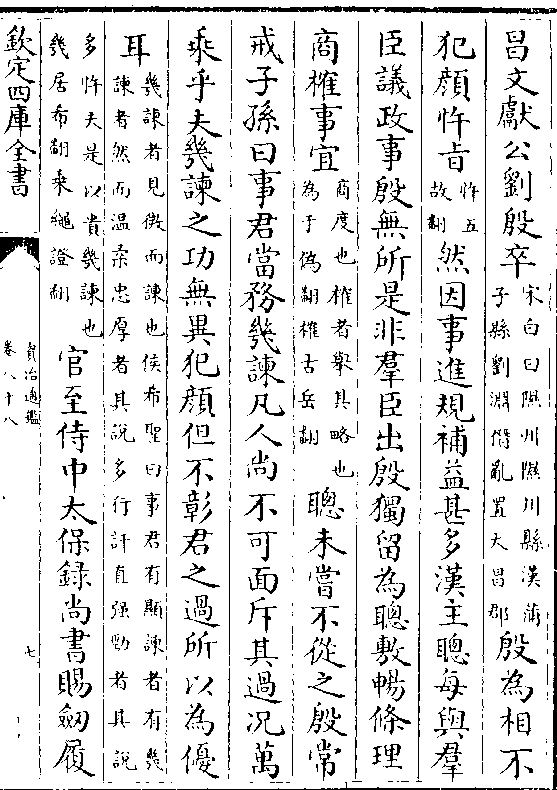 昌文獻公劉殷卒宋白曰隰州隰川縣漢蒲子縣劉淵僭亂置大昌郡殷為相不
犯顔忤旨忤五故翻然因事進規補益甚多漢主聰每與羣
臣議政事殷無所是非羣臣出殷獨留為聰敷暢條理
商榷事宜商度也榷者舉其略也為于偽翻榷古岳翻聰未嘗不從之殷常
戒子孫曰事君當務幾諫凡人尚不可面斥其過况萬
乘乎夫幾諫之功無異犯顔但不彰君之過所以為優
耳幾諫者見微而諫也侯希聖曰事君有顯諫者有幾諫者然而温柔忠厚者其說多行訐直强勁者其說
多忤夫是以貴幾諫也幾居希翻乘繩證翻官至侍中太保錄尚書賜劒履
欽定四庫全書
資治通鑑
卷八十八
七